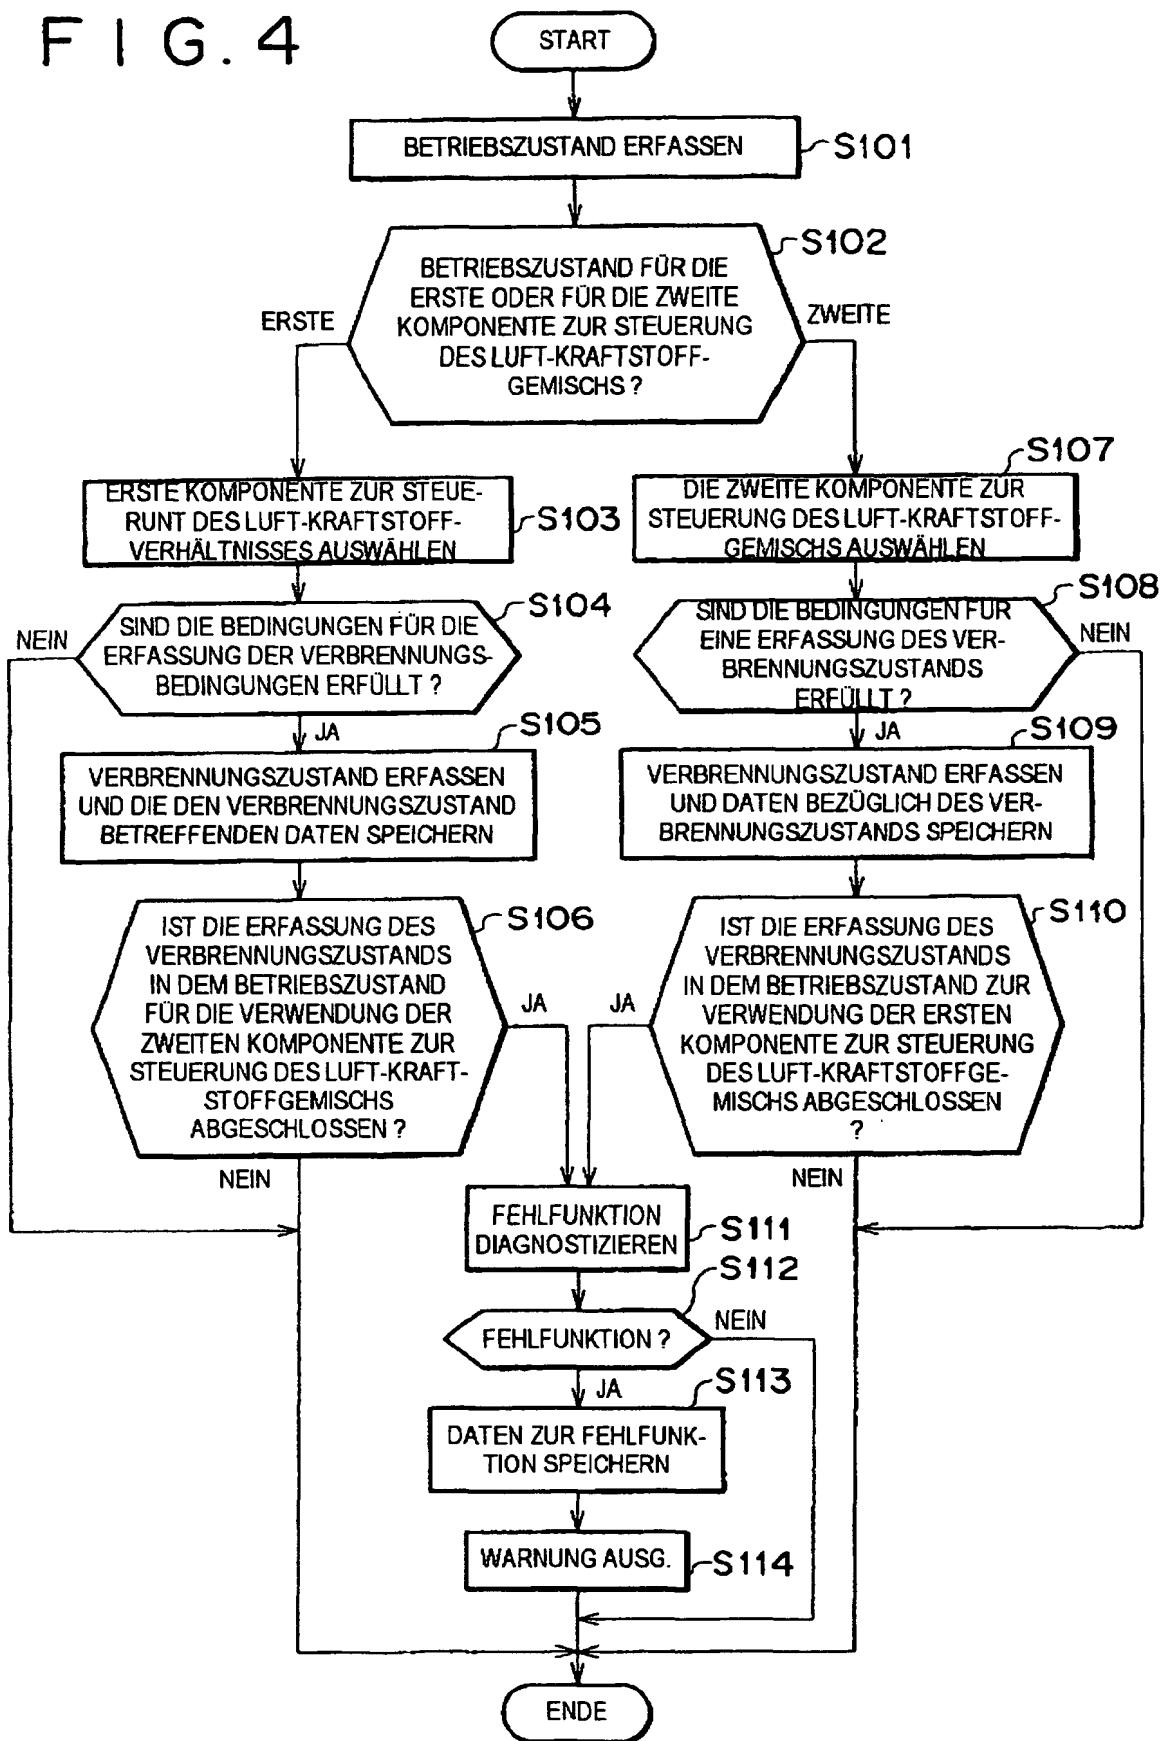 FIG. 4
START
BETRIEBSZUSTAND ERFASSEN
S101
S102
BETRIEBSZUSTAND FÜR DIE
ERSTE ODER FÜR DIE ZWEITE
KOMPONENTE ZUR STEUERUNG
DES LUFT-KRAFTSTOFF-
GEMISCHS ?
ERSTE
ZWEITE
ERSTE KOMPONENTE ZUR STEUE-
RUNT DES LUFT-KRAFTSTOFF-
VERHÄLTNISSES AUSWÄHLEN
S103
S107
DIE ZWEITE KOMPONENTE ZUR
STEUERUNG DES LUFT-KRAFTSTOFF-
GEMISCHS AUSWÄHLEN
S104
NEIN
SIND DIE BEDINGUNGEN FÜR DIE
ERFASSUNG DER VERBRENNUNGS-
BEDINGUNGEN ERFÜLLT ?
JA
S108
SIND DIE BEDINGUNGEN FÜR
EINE ERFASSUNG DES VER-
BRENNUNGSZUSTANDS
ERFÜLLT ?
NEIN
JA
S105
VERBRENNUNGSZUSTAND ERFASSEN
UND DIE DEN VERBRENNUNGSZUSTAND
BETREFFENDEN DATEN SPEICHERN
S109
VERBRENNUNGSZUSTAND ERFASSEN
UND DATEN BEZÜGLICH DES VER-
BRENNUNGSZUSTANDS SPEICHERN
S106
IST DIE ERFASSUNG DES
VERBRENNUNGSZUSTANDS
IN DEM BETRIEBSZUSTAND
FÜR DIE VERWENDUNG DER
ZWEITEN KOMPONENTE ZUR
STEUERUNG DES LUFT-KRAFT-
STOFFGEMISCHS
ABGESCHLOSSEN ?
JA
NEIN
S110
IST DIE ERFASSUNG DES
VERBRENNUNGSZUSTANDS
IN DEM BETRIEBSZUSTAND ZUR
VERWENDUNG DER ERSTEN
KOMPONENTE ZUR STEUERUNG
DES LUFT-KRAFTSTOFFGE-
MISCHS ABGESCHLOSSEN
?
JA
NEIN
FEHLFUNKTION
DIAGNOSTIZIEREN
S111
S112
FEHLFUNKTION ?
NEIN
JA
S113
DATEN ZUR FEHLFUNK-
TION SPEICHERN
WARNUNG AUSG.
S114
ENDE